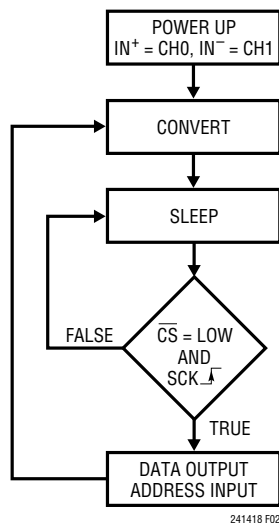 POWER UP
IN⁺ = CH0, IN⁻ = CH1
CONVERT
SLEEP
FALSE
C̅S̅ = LOW
AND
SCK
TRUE
DATA OUTPUT
ADDRESS INPUT
241418 F02